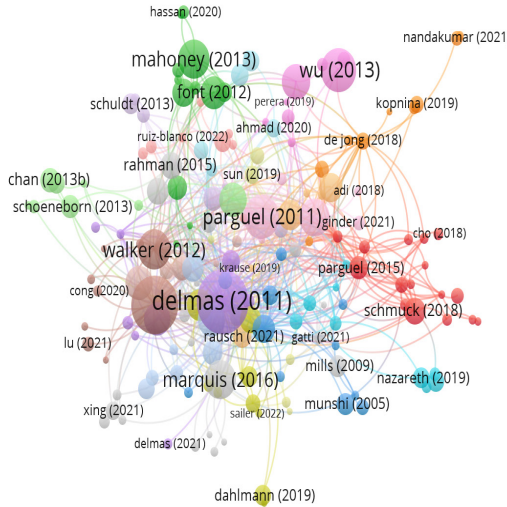 hassan (2020)
nandakumar (2021
mahoney (2013)
wu (2013)
font (2012)
schuldt (2013)
perera (2019)
kopnina (2019)
ahmad (2020)
ruiz-blanco (2022)
de jong (2018)
rahman (2015)
sun (2019)
chan (2013b)
adi (2018)
schoeneborn (2013)
parguel (2011)
ginder (2021)
cho (2018)
walker (2012)
krause (2019)
parguel (2015)
cong (2020)
delmas (2011)
schmuck (2018)
rausch (2021)
gatti (2021)
lu (2021)
mills (2009)
marquis (2016)
nazareth (2019)
xing (2021)
munshi (2005)
sailer (2022)
delmas (2021)
dahlmann (2019)